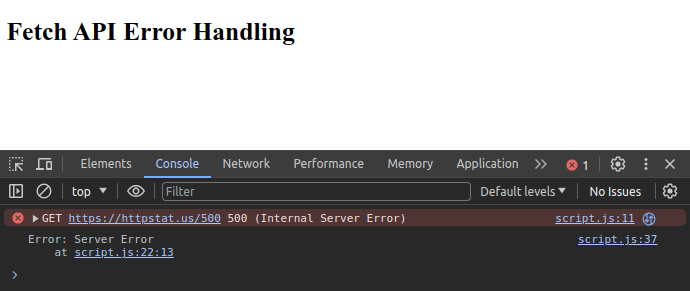 Fetch API Error Handling
Elements Console Network Performance Memory Application 1
top Filter Default levels No Issues
GET https://httpstat.us/500 500 (Internal Server Error) script.js:11
Error: Server Error script.js:37
at script.js:22:13